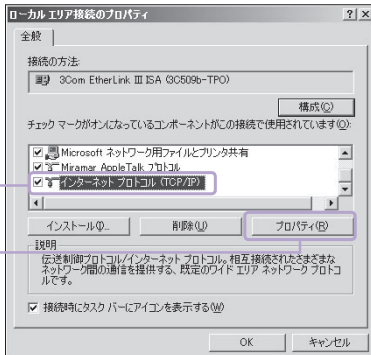 ローカル エリア接続のプロパティ
全般
接続の方法:
3Com EtherLink III ISA (3C509b-TPO)
構成(C)
チェック マークがオンになっているコンポーネントがこの接続で使用されています(O):
Microsoft ネットワーク用ファイルとプリンタ共有
Miramar AppleTalk プロトコル
インターネット プロトコル (TCP/IP)
インストール(I)...
削除(U)
プロパティ(R)
説明
伝送制御プロトコル/インターネット プロトコル。相互接続されたさまざまな
ネットワーク間の通信を提供する、既定のワイド エリア ネットワーク プロトコ
ルです。
接続時にタスク バーにアイコンを表示する(W)
OK
キャンセル